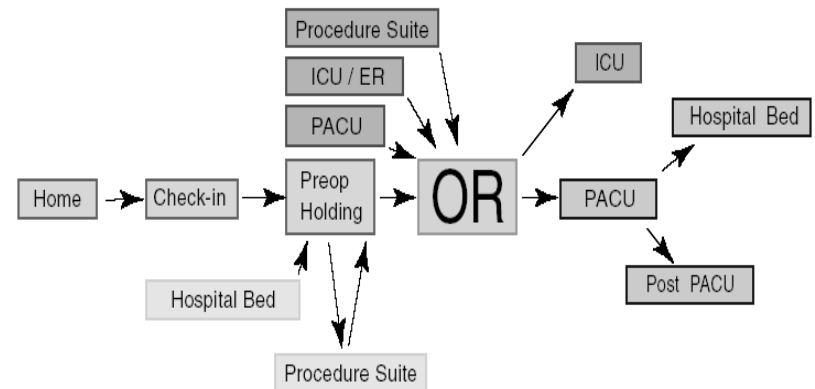 Procedure Suite
ICU / ER
PACU
ICU
Hospital Bed
Home
Check-in
Preop
Holding
OR
PACU
Post PACU
Hospital Bed
Procedure Suite